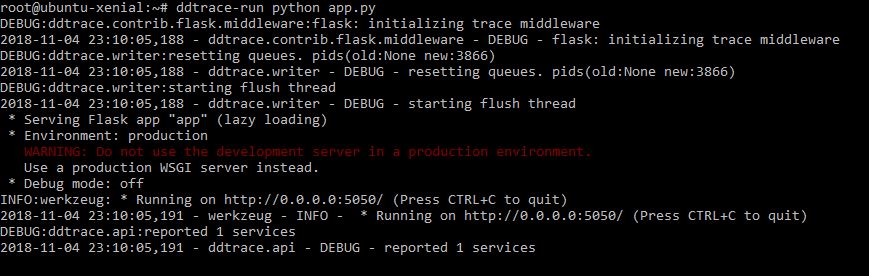 root@ubuntu-xenial:~# ddtrace-run python app.py
DEBUG:ddtrace.contrib.flask.middleware:flask: initializing trace middleware
2018-11-04 23:10:05,188 - ddtrace.contrib.flask.middleware - DEBUG - flask: initializing trace middleware
DEBUG:ddtrace.writer:resetting queues. pids(old:None new:3866)
2018-11-04 23:10:05,188 - ddtrace.writer - DEBUG - resetting queues. pids(old:None new:3866)
DEBUG:ddtrace.writer:starting flush thread
2018-11-04 23:10:05,188 - ddtrace.writer - DEBUG - starting flush thread
 * Serving Flask app "app" (lazy loading)
 * Environment: production
   WARNING: Do not use the development server in a production environment.
   Use a production WSGI server instead.
 * Debug mode: off
INFO:werkzeug: * Running on http://0.0.0.0:5050/ (Press CTRL+C to quit)
2018-11-04 23:10:05,191 - werkzeug - INFO -  * Running on http://0.0.0.0:5050/ (Press CTRL+C to quit)
DEBUG:ddtrace.api:reported 1 services
2018-11-04 23:10:05,191 - ddtrace.api - DEBUG - reported 1 services